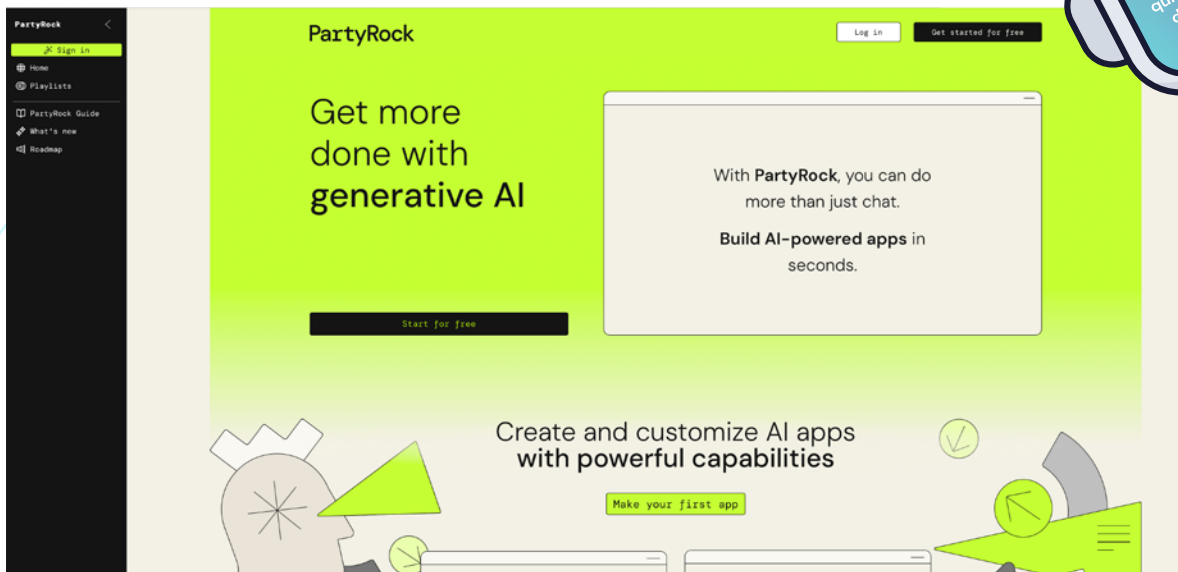 PartyRock
Sign in
Home
Playlists
PartyRock Guide
What's new
Roadmap
PartyRock
Log in
Get started for free
Get more
done with
generative AI
Start for free
With PartyRock, you can do
more than just chat.
Build AI-powered apps in
seconds.
Create and customize AI apps
with powerful capabilities
Make your first app